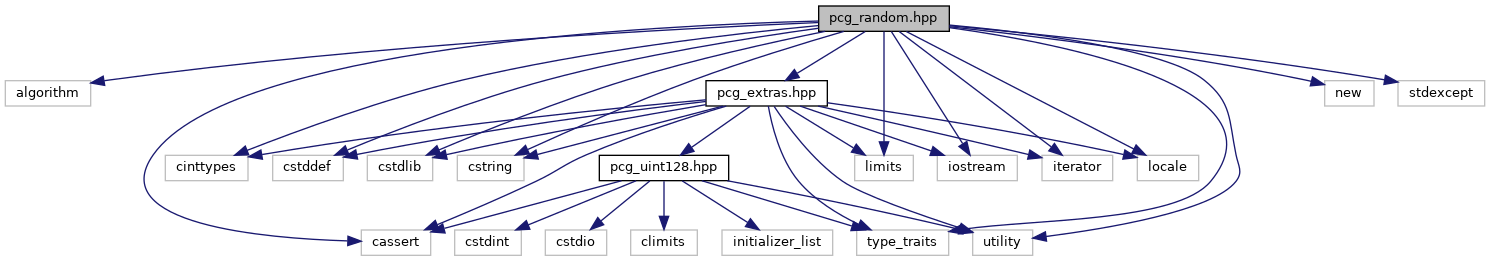 pcg_random.hpp
algorithm
pcg_extras.hpp
new
stdexcept
cinttypes
cstddef
cstdlib
cstring
pcg_uint128.hpp
limits
iostream
iterator
locale
cassert
cstdint
cstdio
climits
initializer_list
type_traits
utility